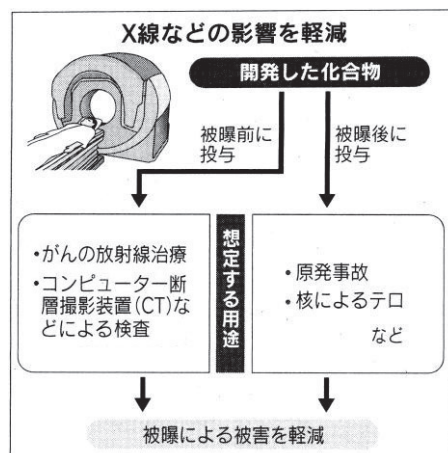 X線などの影響を軽減
開発した化合物
被曝前に
投与
被曝後に
投与
・がんの放射線治療
・コンピューター断
層撮影装置(CT)な
どによる検査
想定する用途
・原発事故
・核によるテロ
など
被曝による被害を軽減